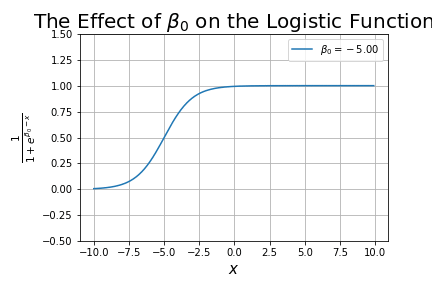 The Effect of β₀ on the Logistic Function
β₀ = −5.00
1.50
1.25
1.00
0.75
0.50
0.25
0.00
−0.25
−0.50
1 / (1 + e^(β₀−x))
−10.0 −7.5 −5.0 −2.5 0.0 2.5 5.0 7.5 10.0
x